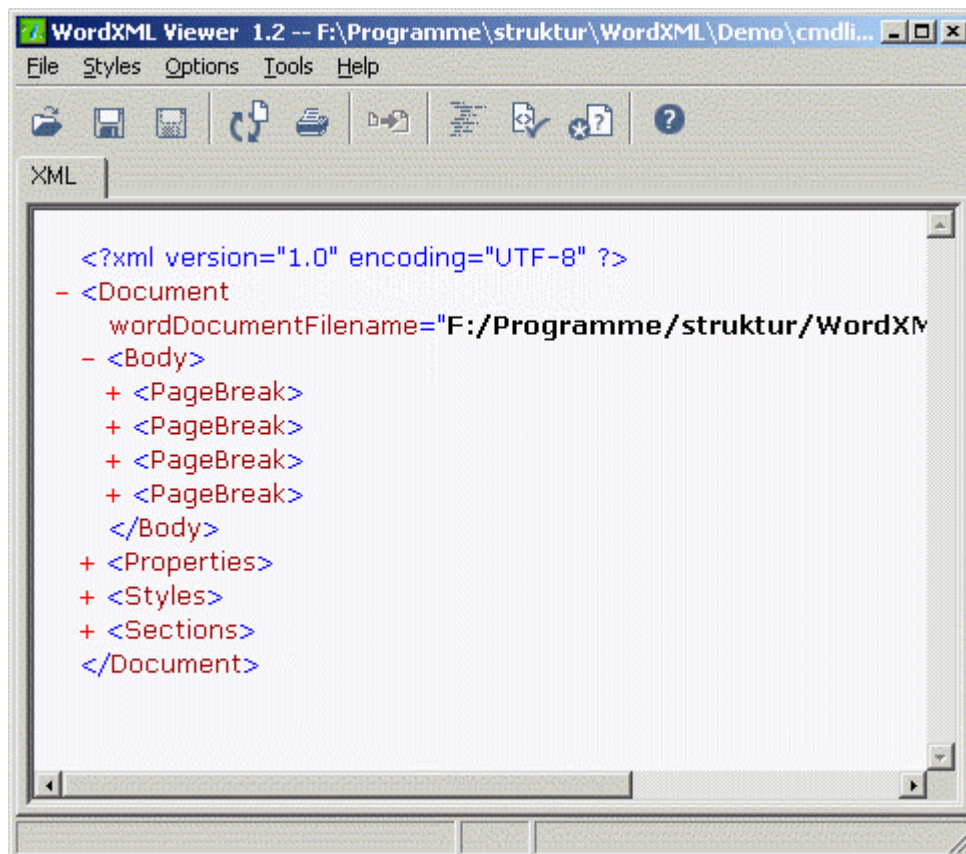 WordXML Viewer 1.2 -- F:\Programme\struktur\WordXML\Demo\cmdli...
File Styles Options Tools Help
XML
<?xml version="1.0" encoding="UTF-8" ?>
- <Document
wordDocumentFilename="F:/Programme/struktur/WordXM
- <Body>
+ <PageBreak>
+ <PageBreak>
+ <PageBreak>
+ <PageBreak>
</Body>
+ <Properties>
+ <Styles>
+ <Sections>
</Document>